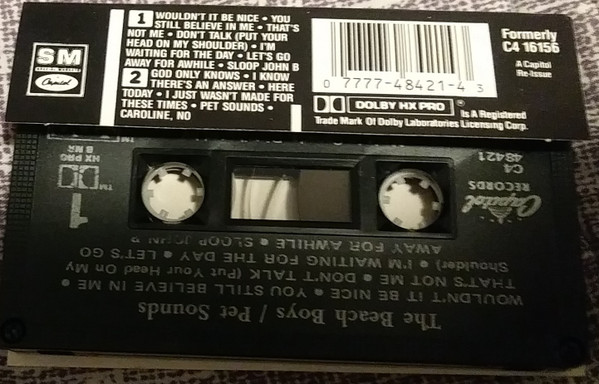 1 WOULDN'T IT BE NICE • YOU
STILL BELIEVE IN ME • THAT'S
NOT ME • DON'T TALK (PUT YOUR
HEAD ON MY SHOULDER) • I'M
WAITING FOR THE DAY • LET'S GO
AWAY FOR AWHILE • SLOOP JOHN B
2 GOD ONLY KNOWS • I KNOW
THERE'S AN ANSWER • HERE
TODAY • I JUST WASN'T MADE FOR
THESE TIMES • PET SOUNDS •
CAROLINE, NO
SM
Capitol
0 7777-48421-4 3
Formerly
C4 16156
A Capitol
Re-Issue
DOLBY HX PRO ® Is A Registered
Trade Mark Of Dolby Laboratories Licensing Corp.
The Beach Boys / Pet Sounds
WOULDN'T IT BE NICE • YOU STILL BELIEVE IN ME •
THAT'S NOT ME • DON'T TALK (Put Your Head On My
Shoulder) • I'M WAITING FOR THE DAY • LET'S GO
AWAY FOR AWHILE • SLOOP JOHN B
Capitol
RECORDS
C4
48421
1
TM
HX PRO
B NR